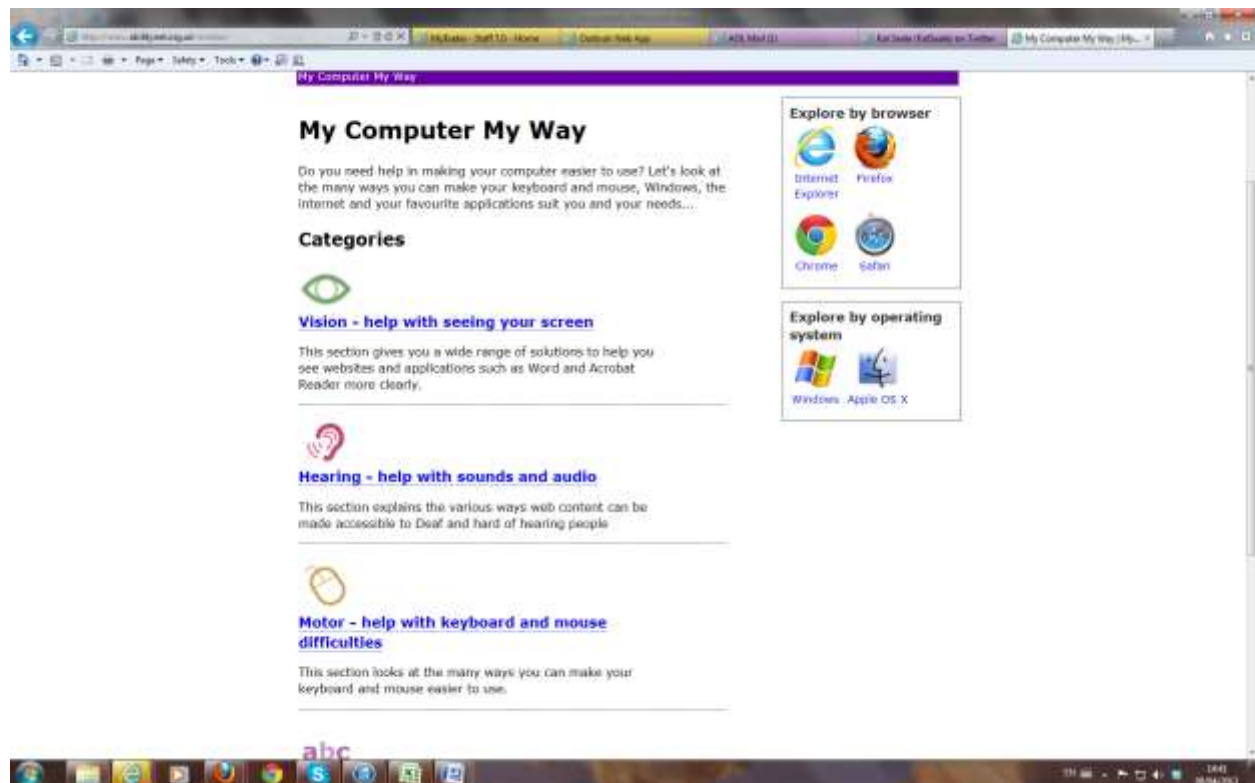 Page Safety Tools
My Computer My Way
My Computer My Way
Do you need help in making your computer easier to use? Let's look at
the many ways you can make your keyboard and mouse, Windows, the
internet and your favourite applications suit you and your needs...
Categories
Vision - help with seeing your screen
This section gives you a wide range of solutions to help you
see websites and applications such as Word and Acrobat
Reader more clearly.
Hearing - help with sounds and audio
This section explains the various ways web content can be
made accessible to Deaf and hard of hearing people
Motor - help with keyboard and mouse
difficulties
This section looks at the many ways you can make your
keyboard and mouse easier to use.
abc
Explore by browser
Internet
Explorer
Firefox
Chrome
Safari
Explore by operating
system
Windows
Apple OS X